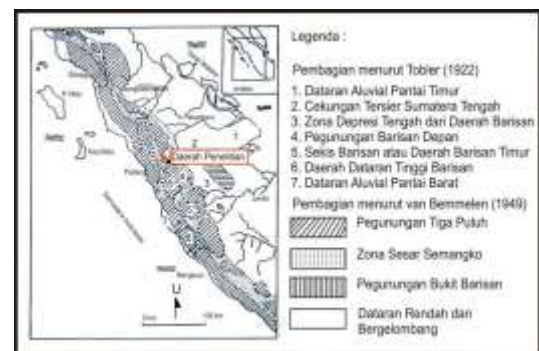 Legenda :
Pembagian menurut Tobler (1922)
1. Dataran Aluvial Pantai Timur
2. Cekungan Tersier Sumatera Tengah
3. Zona Depresi Tengah dari Daerah Barisan
4. Pegunungan Barisan Depan
5. Sekis Barisan atau Daerah Barisan Timur
6. Daerah Dataran Tinggi Barisan
7. Dataran Aluvial Pantai Barat
Pembagian menurut van Bemmelen (1949)
Pegunungan Tiga Puluh
Zona Sesar Semangko
Pegunungan Bukit Barisan
Dataran Rendah dan
Bergelombang
Daerah Penelitian
U